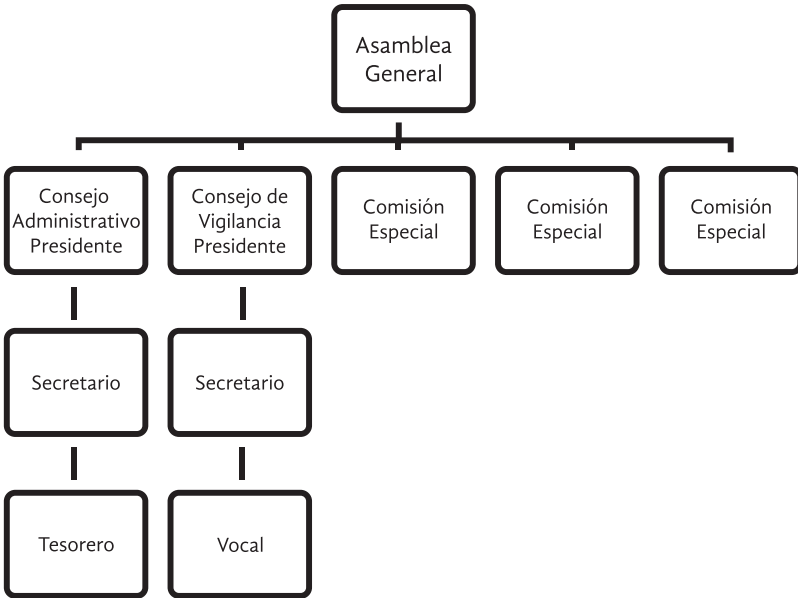 Asamblea
General
Consejo
Administrativo
Presidente
Consejo de
Vigilancia
Presidente
Comisión
Especial
Comisión
Especial
Comisión
Especial
Secretario
Secretario
Tesorero
Vocal